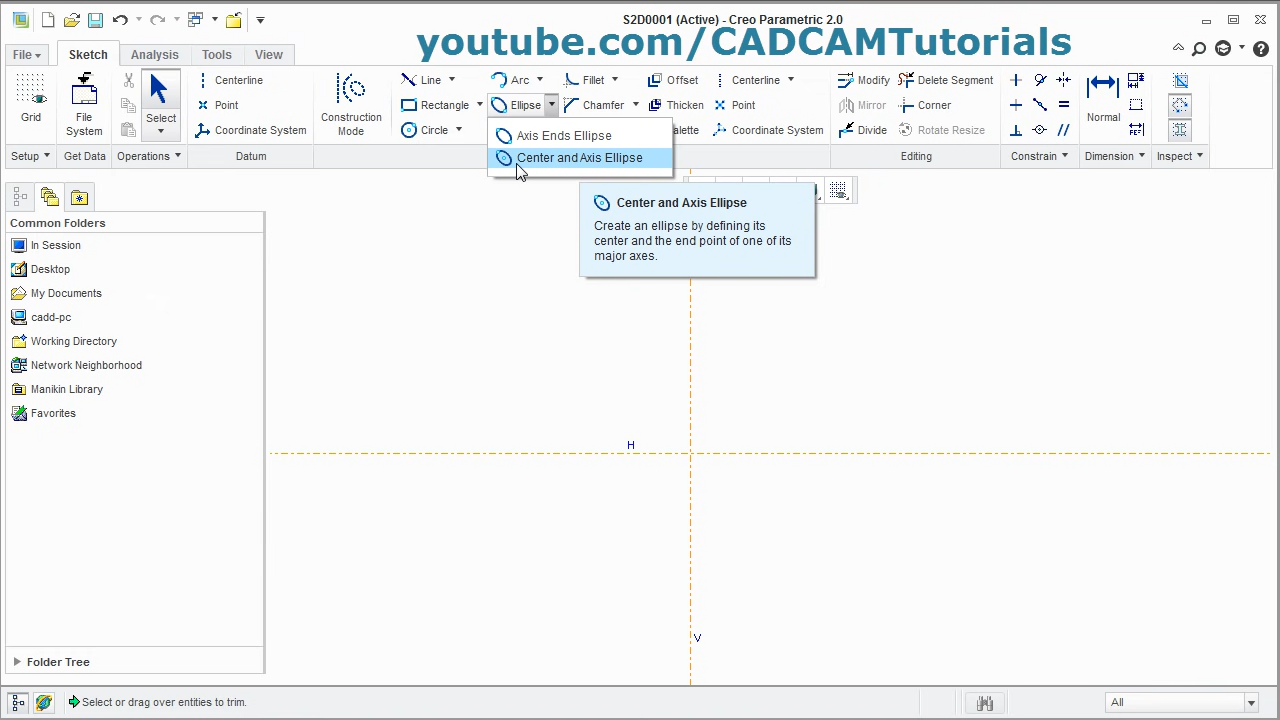 S2D0001 (Active) - Creo Parametric 2.0
youtube.com/CADCAMTutorials
File
Sketch
Analysis
Tools
View
Grid
File
System
Select
Centerline
Point
Coordinate System
Construction
Mode
Line
Rectangle
Circle
Arc
Ellipse
Fillet
Chamfer
Offset
Thicken
alette
Centerline
Point
Coordinate System
Modify
Mirror
Divide
Delete Segment
Corner
Rotate Resize
Normal
Setup
Operations
Datum
Editing
Constrain
Dimension
Inspect
Axis Ends Ellipse
Center and Axis Ellipse
Center and Axis Ellipse
Create an ellipse by defining its
center and the end point of one of its
major axes.
Common Folders
In Session
Desktop
My Documents
cadd-pc
Working Directory
Network Neighborhood
Manikin Library
Favorites
H
V
Folder Tree
Select or drag over entities to trim.
All